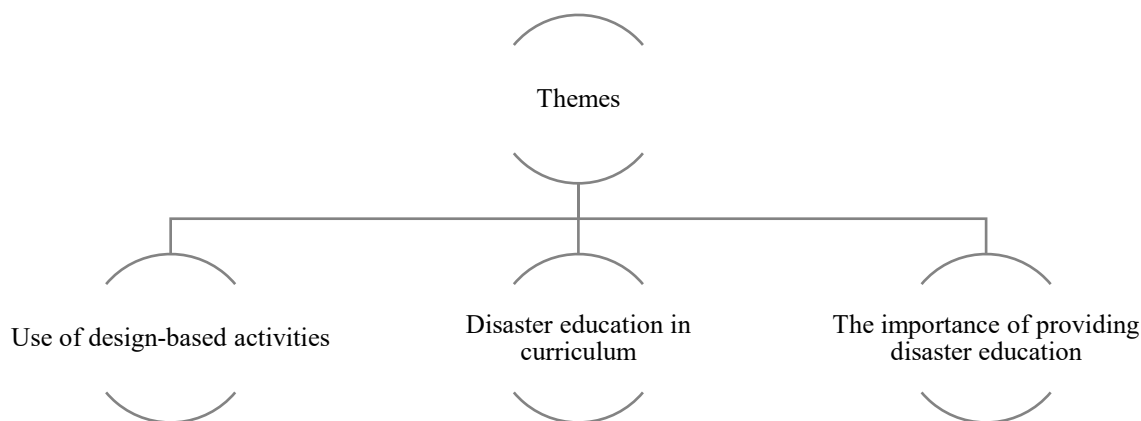 Themes
Use of design-based activities
Disaster education in
curriculum
The importance of providing
disaster education